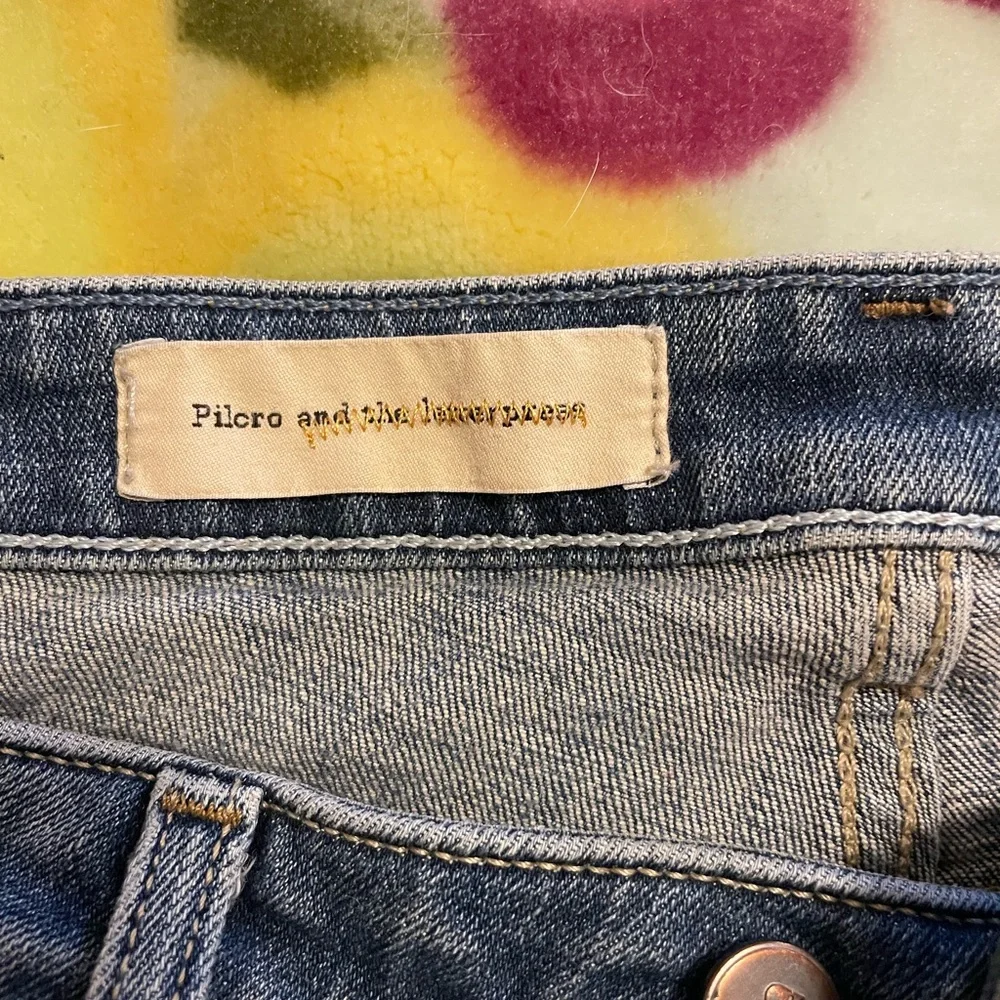 Pilcro and the letterpress